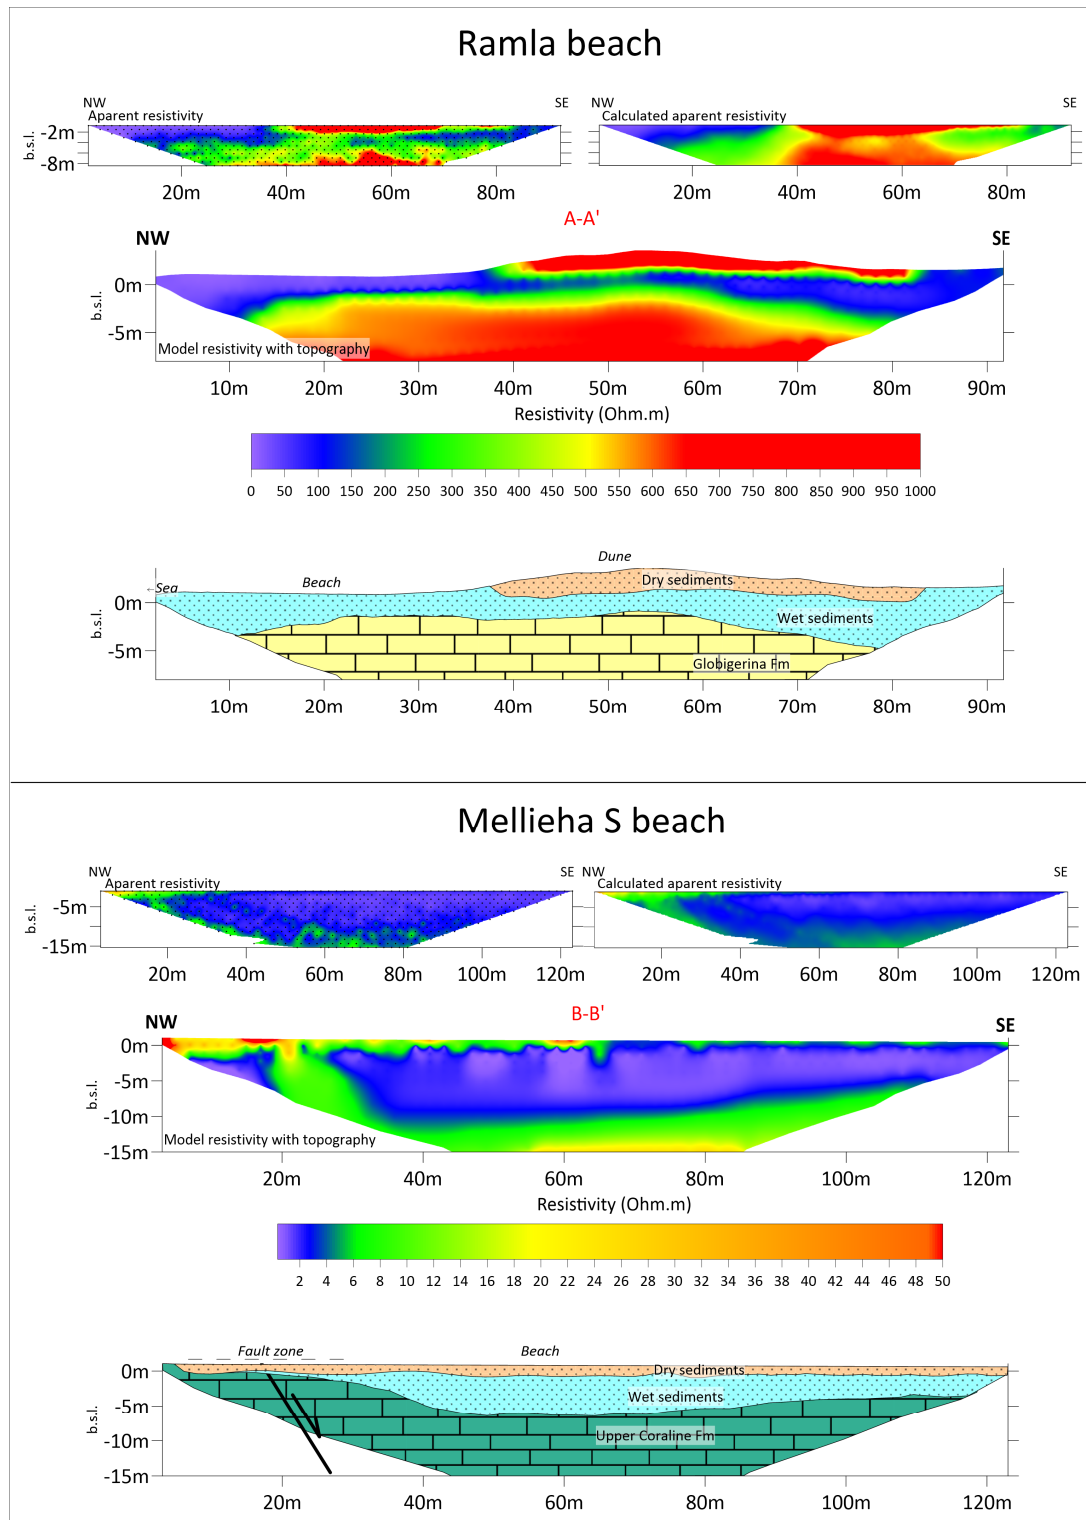 Ramla beach
NW SE NW SE
Aparent resistivity Calculated aparent resistivity
b.s.l.
-2m
-8m
20m 40m 60m 80m 20m 40m 60m 80m
A-A'
NW SE
0m
b.s.l.
-5m
Model resistivity with topography
10m 20m 30m 40m 50m 60m 70m 80m 90m
Resistivity (Ohm.m)
0 50 100 150 200 250 300 350 400 450 500 550 600 650 700 750 800 850 900 950 1000
Dune
Sea Beach Dry sediments
0m
b.s.l.
Wet sediments
-5m
Globigerina Fm
10m 20m 30m 40m 50m 60m 70m 80m 90m
Mellieha S beach
NW SE NW SE
Aparent resistivity Calculated aparent resistivity
b.s.l.
-5m
-15m
20m 40m 60m 80m 100m 120m 20m 40m 60m 80m 100m 120m
B-B'
NW SE
0m
-5m
b.s.l.
-10m
Model resistivity with topography
-15m
20m 40m 60m 80m 100m 120m
Resistivity (Ohm.m)
2 4 6 8 10 12 14 16 18 20 22 24 26 28 30 32 34 36 38 40 42 44 46 48 50
Fault zone Beach
0m Dry sediments
Wet sediments
-5m
b.s.l.
Upper Coraline Fm
-10m
-15m
20m 40m 60m 80m 100m 120m